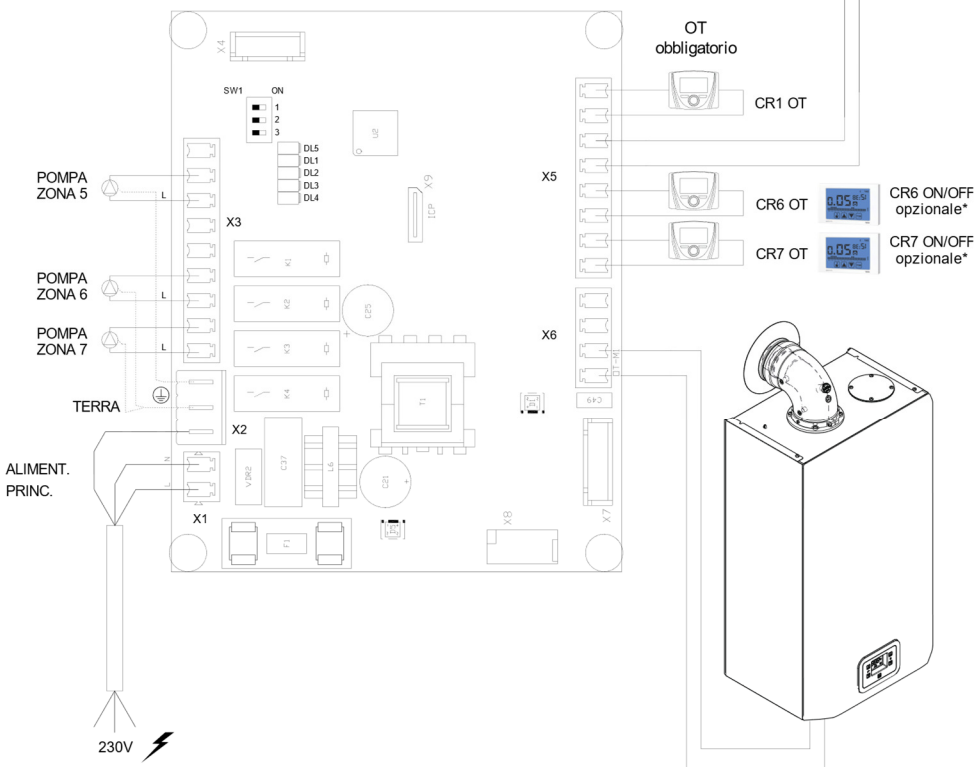 OT
obbligatorio
X4
SW1 ON
1
2
3
U2
DL5
DL1
DL2
DL3
DL4
X9
ICP
CR1 OT
X5
POMPA
ZONA 5
L
X3
CR6 OT
CR6 ON/OFF
opzionale*
CR7 OT
CR7 ON/OFF
opzionale*
K1
POMPA
ZONA 6
L
K2
C25
+
POMPA
ZONA 7
L
K3
X6
OT-M
K4
T1
TERRA
X2
C49
ALIMENT.
PRINC.
N
L
VDR2
C37
L6
C21
+
X1
F1
X8
X7
230V